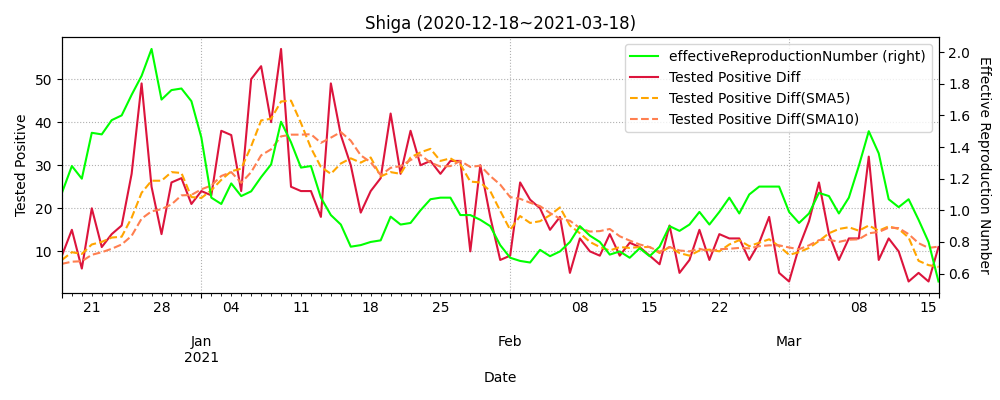 Shiga (2020-12-18~2021-03-18)
effectiveReproductionNumber (right)
Tested Positive Diff
Tested Positive Diff(SMA5)
Tested Positive Diff(SMA10)
Tested Positive
50
40
30
20
10
Effective Reproduction Number
2.0
1.8
1.6
1.4
1.2
1.0
0.8
0.6
21 28 04 11 18 25 08 15 22 08 15
Jan Feb Mar
2021
Date